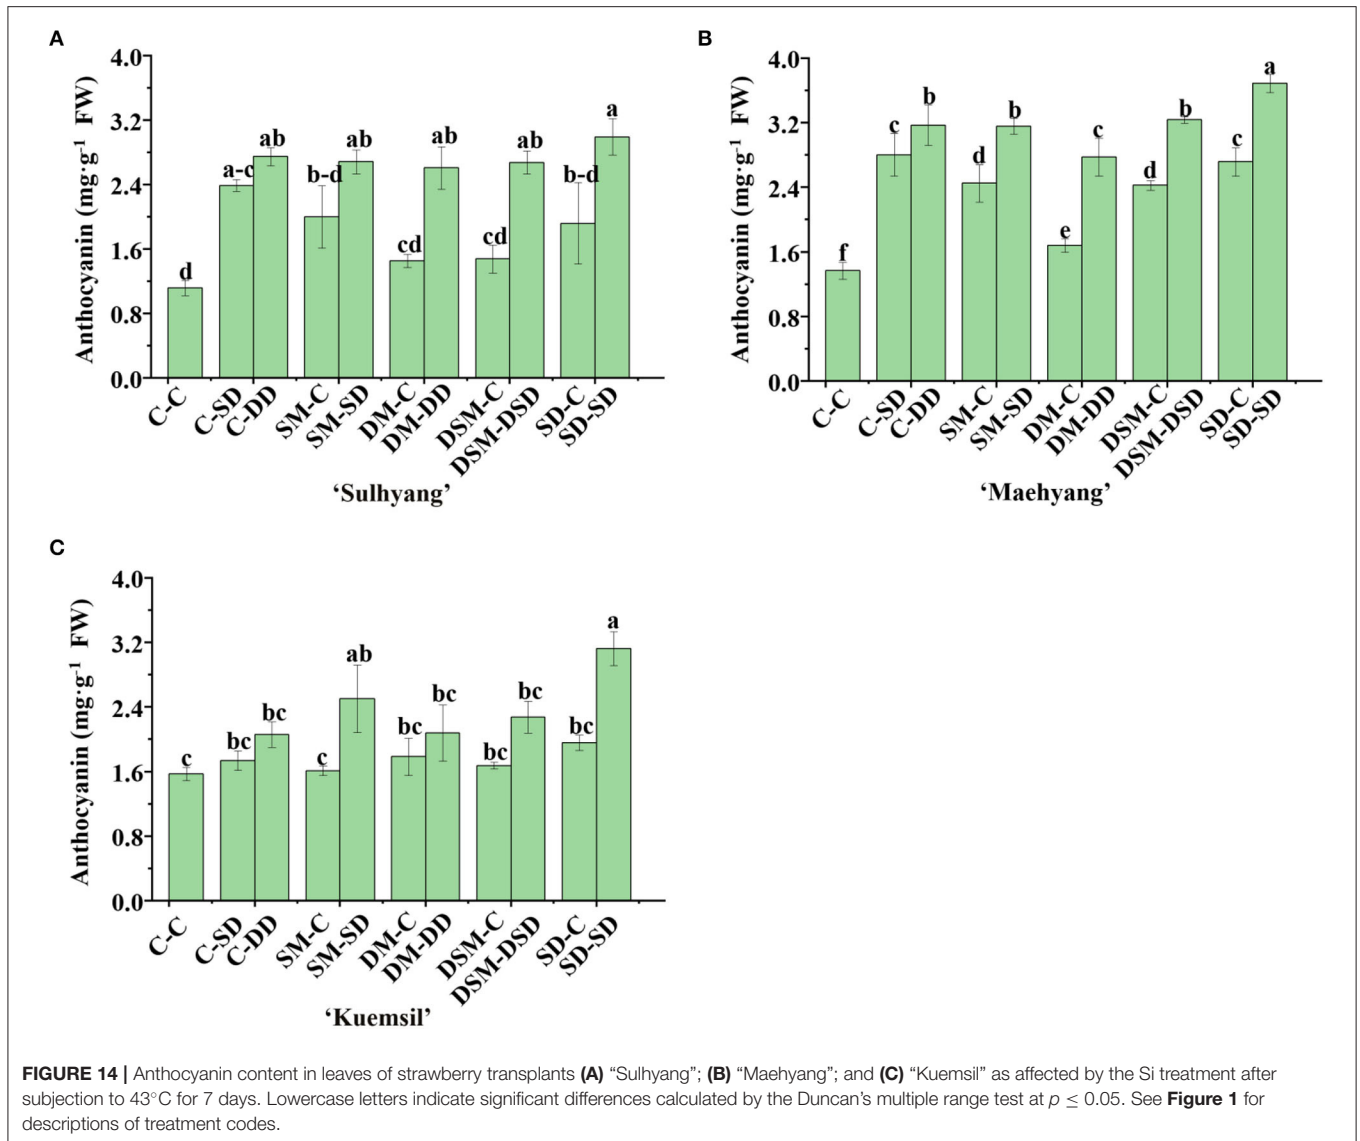 A
Anthocyanin (mg·g⁻¹ FW)
4.0
3.2
2.4
1.6
0.8
0.0
d
a-c
ab
b-d
ab
cd
ab
cd
ab
b-d
a
C-C
C-SD
C-DD
SM-C
SM-SD
DM-C
DM-DD
DSM-C
DSM-DSD
SD-C
SD-SD
‘Sulhyang’
B
Anthocyanin (mg·g⁻¹ FW)
4.0
3.2
2.4
1.6
0.8
0.0
f
c
b
d
b
e
c
d
b
c
a
C-C
C-SD
C-DD
SM-C
SM-SD
DM-C
DM-DD
DSM-C
DSM-DSD
SD-C
SD-SD
‘Maehyang’
C
Anthocyanin (mg·g⁻¹ FW)
4.0
3.2
2.4
1.6
0.8
0.0
c
bc
bc
c
ab
bc
bc
bc
bc
bc
a
C-C
C-SD
C-DD
SM-C
SM-SD
DM-C
DM-DD
DSM-C
DSM-DSD
SD-C
SD-SD
‘Kuemsil’
FIGURE 14 | Anthocyanin content in leaves of strawberry transplants (A) “Sulhyang”; (B) “Maehyang”; and (C) “Kuemsil” as affected by the Si treatment after
subjection to 43°C for 7 days. Lowercase letters indicate significant differences calculated by the Duncan’s multiple range test at p ≤ 0.05. See Figure 1 for
descriptions of treatment codes.